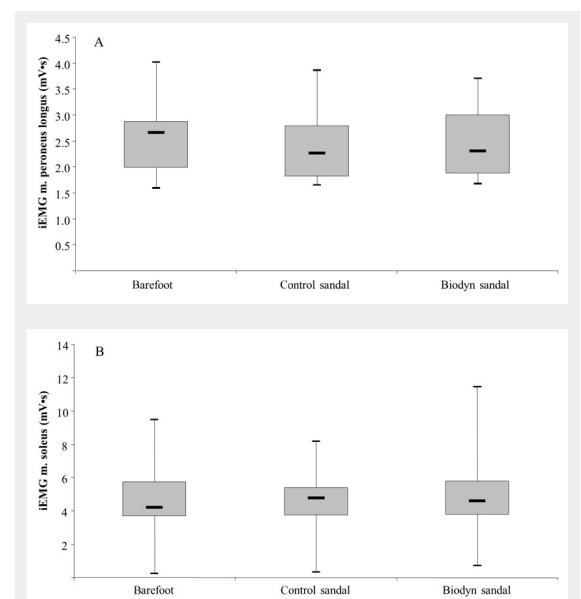 A
iEMG m. peroneus longus (mV•s)
4.5
4.0
3.5
3.0
2.5
2.0
1.5
1.0
0.5
Barefoot Control sandal Biodyn sandal
B
iEMG m. soleus (mV•s)
14
12
10
8
6
4
2
Barefoot Control sandal Biodyn sandal